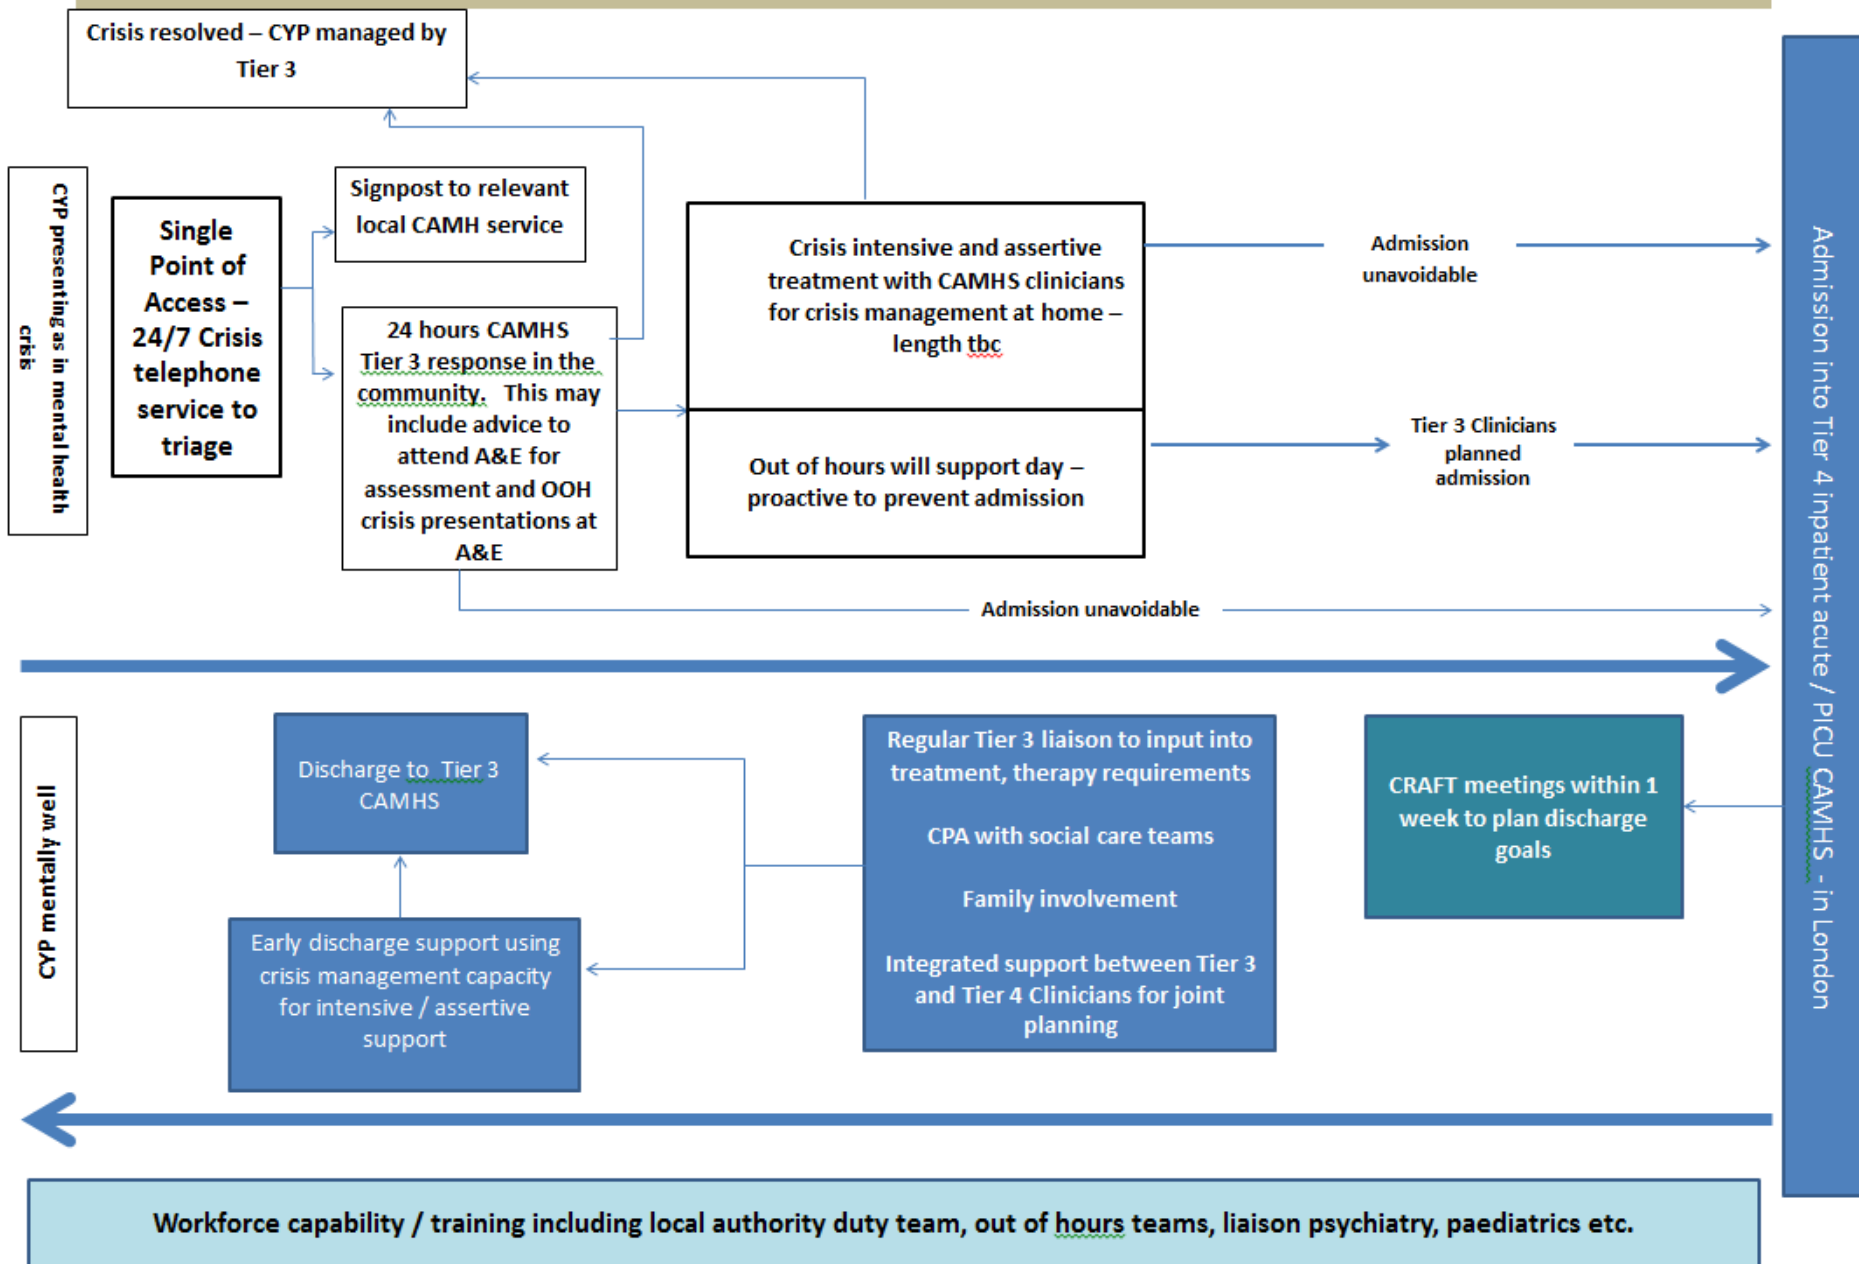 Crisis resolved – CYP managed by
Tier 3
CYP presenting as in mental health
crisis
Single
Point of
Access –
24/7 Crisis
telephone
service to
triage
Signpost to relevant
local CAMH service
24 hours CAMHS
Tier 3 response in the
community. This may
include advice to
attend A&E for
assessment and OOH
crisis presentations at
A&E
Crisis intensive and assertive
treatment with CAMHS clinicians
for crisis management at home –
length tbc
Out of hours will support day –
proactive to prevent admission
Admission
unavoidable
Tier 3 Clinicians
planned
admission
Admission unavoidable
Admission into Tier 4 inpatient acute / PICU CAMHS - in London
CYP mentally well
Discharge to Tier 3
CAMHS
Early discharge support using
crisis management capacity
for intensive / assertive
support
Regular Tier 3 liaison to input into
treatment, therapy requirements
CPA with social care teams
Family involvement
Integrated support between Tier 3
and Tier 4 Clinicians for joint
planning
CRAFT meetings within 1
week to plan discharge
goals
Workforce capability / training including local authority duty team, out of hours teams, liaison psychiatry, paediatrics etc.